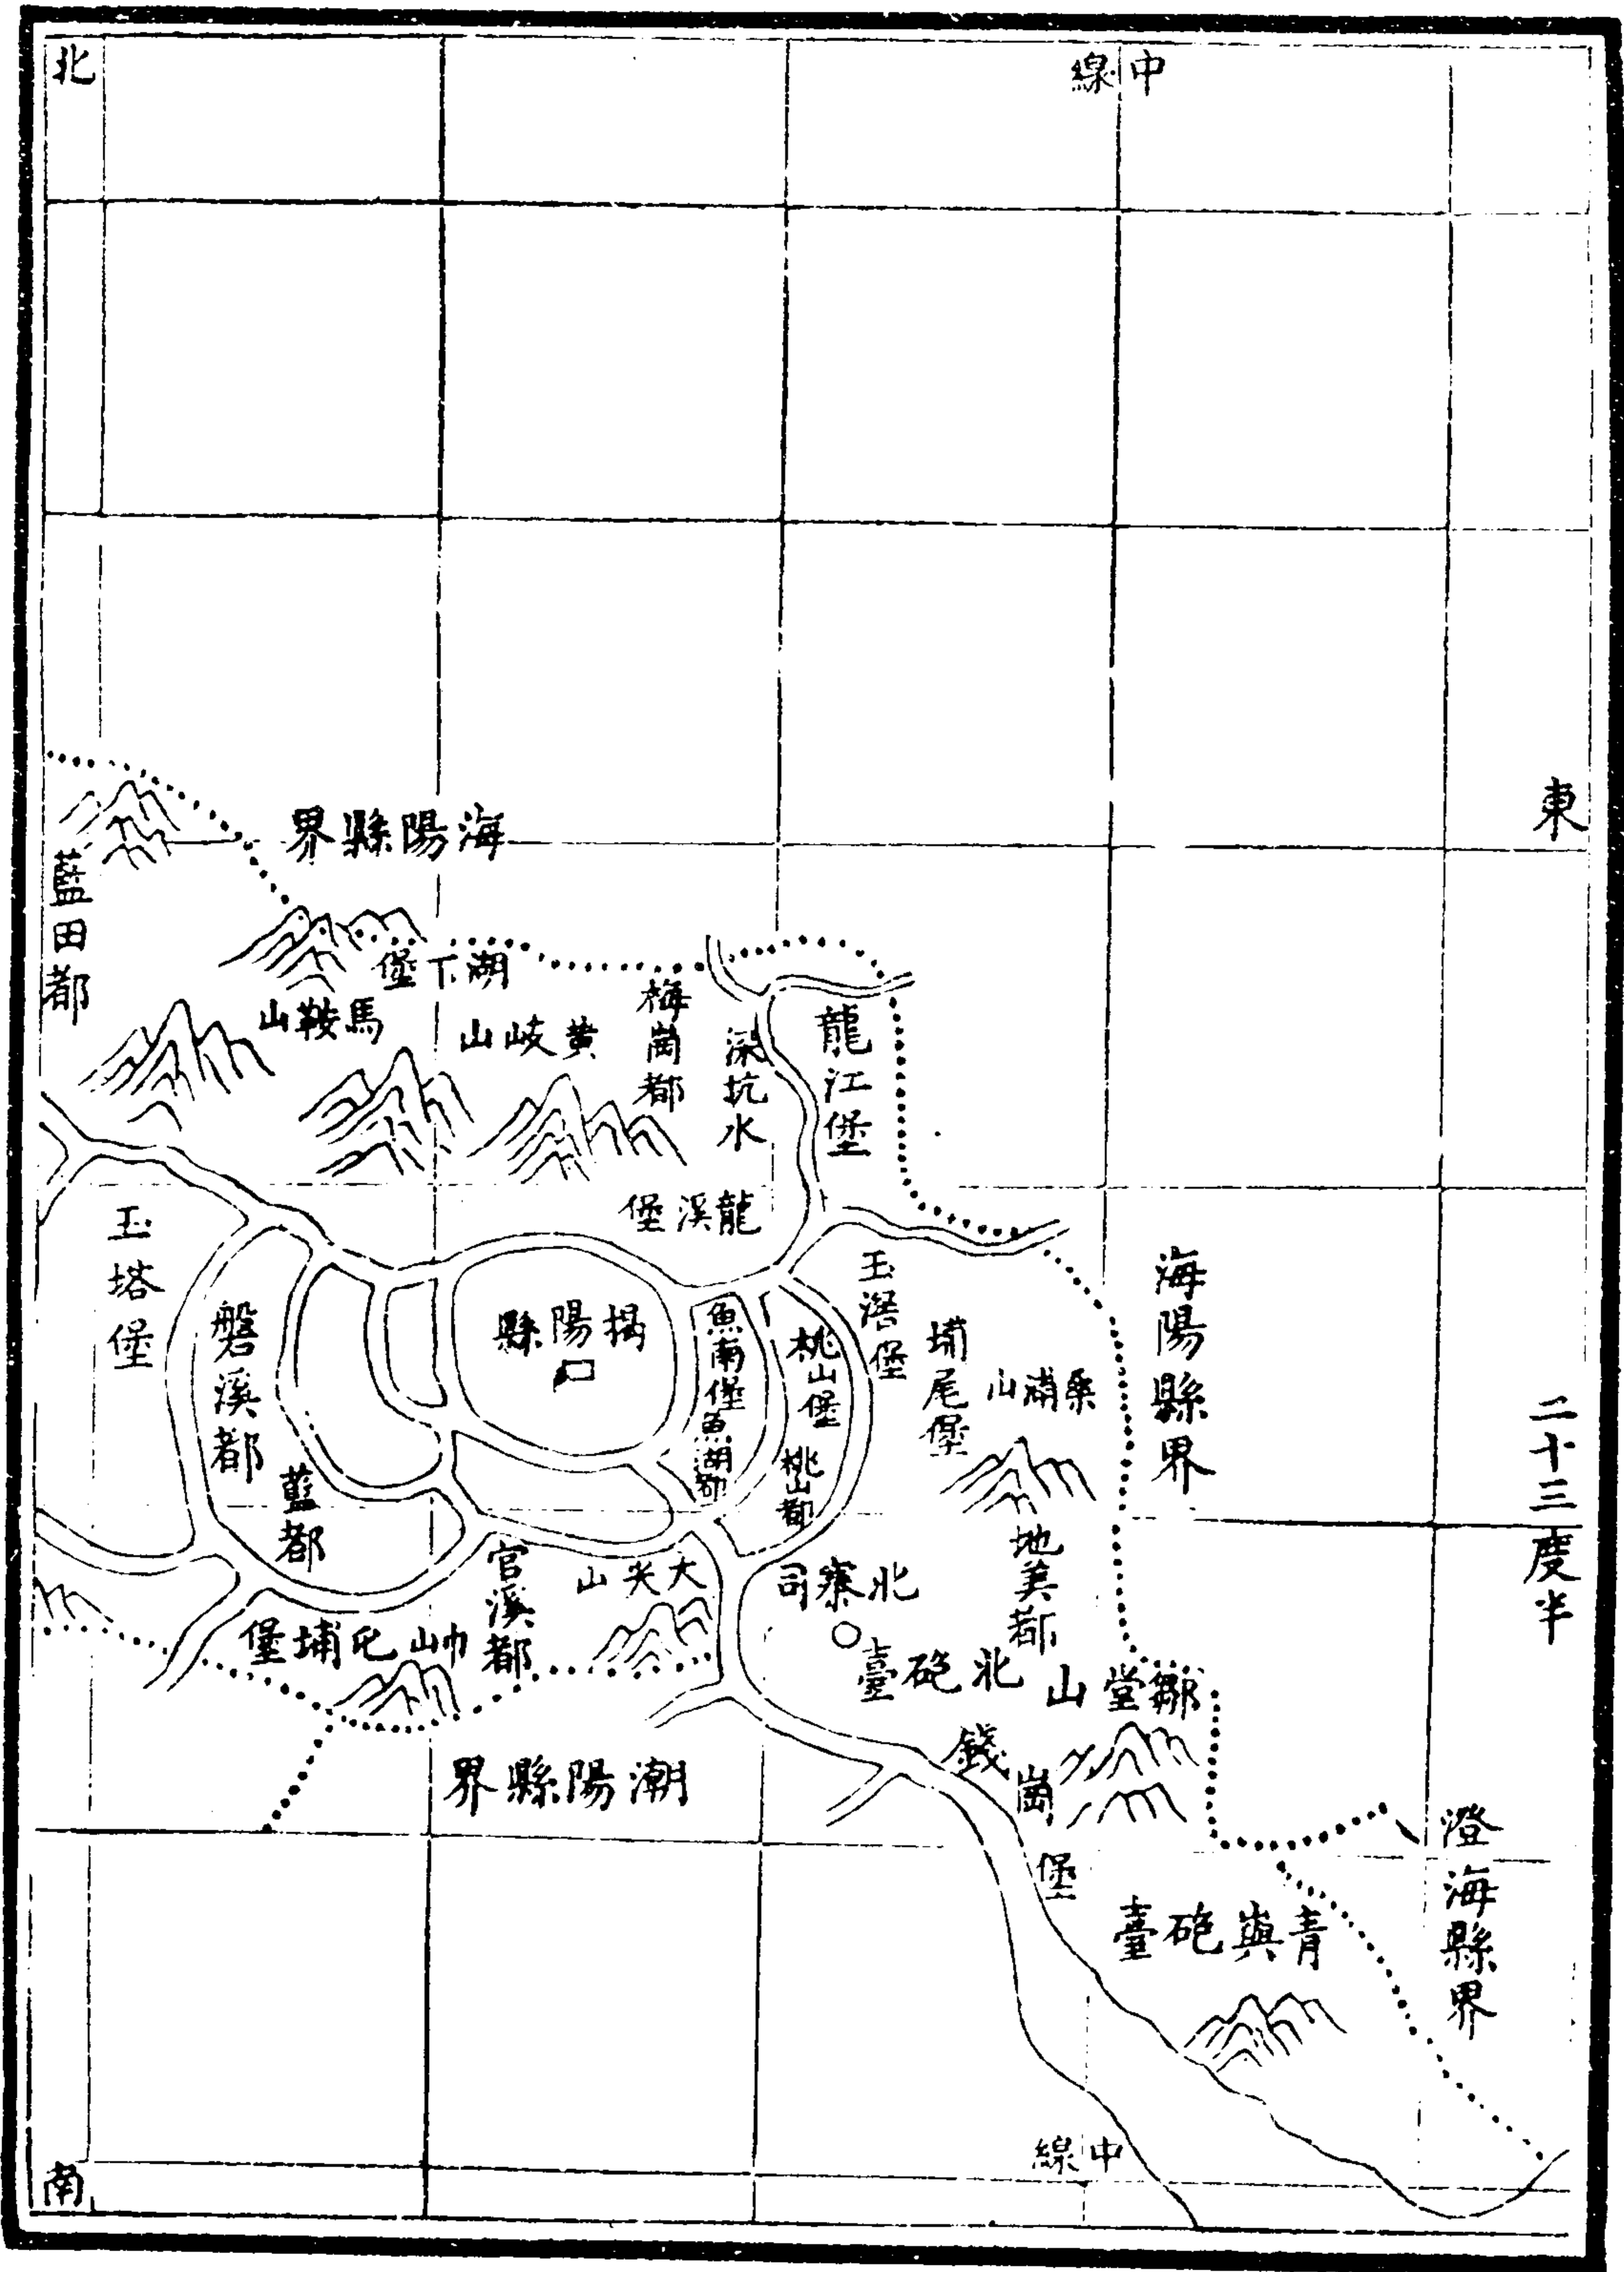 北
中線
東
海陽縣界
藍田都
湖下堡
馬鞍山
黄岐山
梅崗都
深坑水
龍江堡
龍溪堡
玉塔堡
磐溪都
藍都
揭陽縣
魚南堡
魚湖都
桃山堡
桃山都
玉滘堡
埔尾堡
桑浦山
海陽縣界
二十三度半
地美都
北寨司
大尖山
官溪都
山
埔堡
北砲臺
鄒堂山
錢崗堡
潮陽縣界
澄海縣界
青嶼砲臺
中線
南